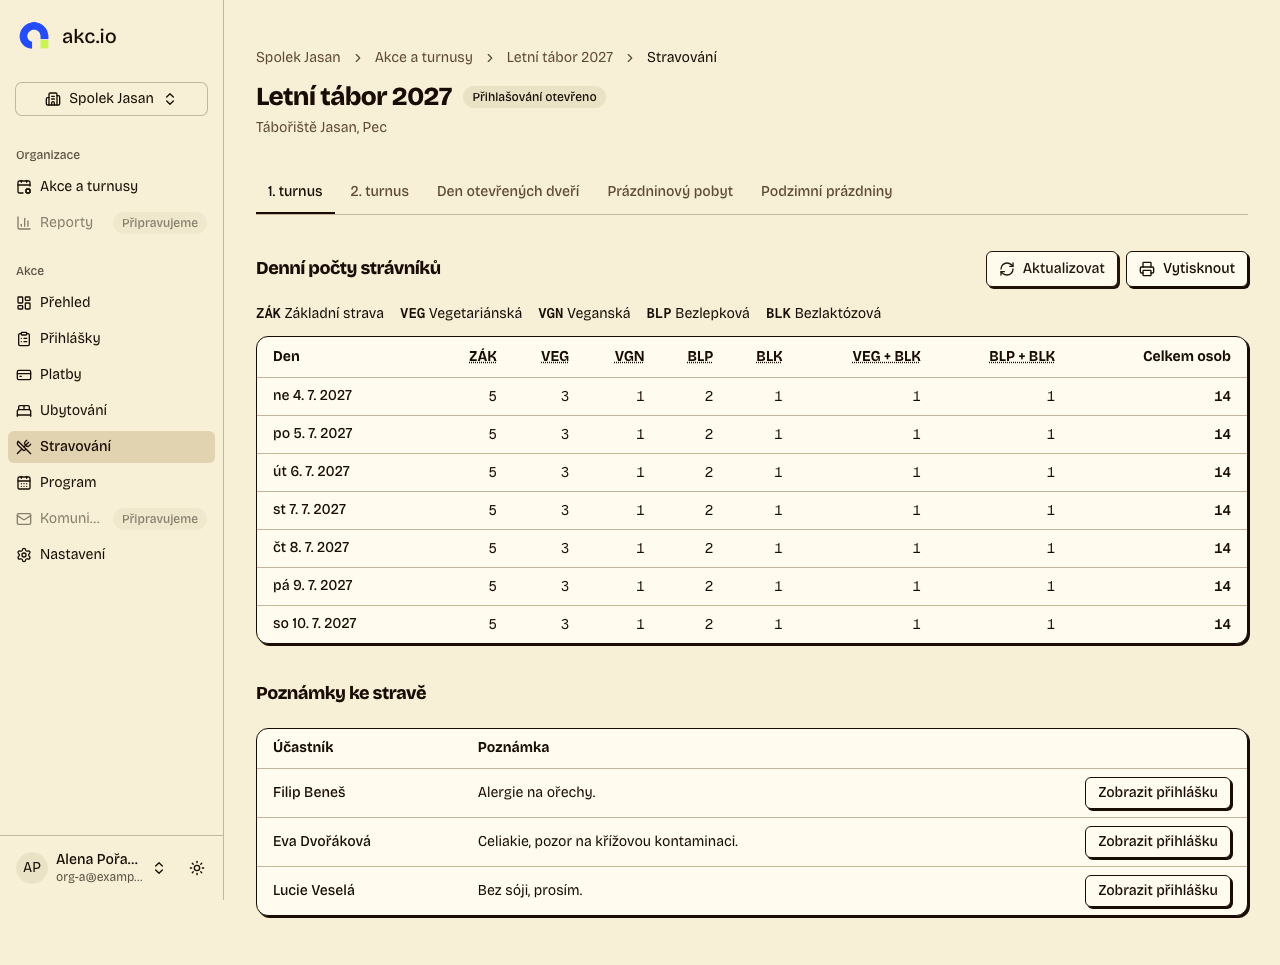 akc.io
Spolek Jasan
Organizace
Akce a turnusy
Reporty Připravujeme
Akce
Přehled
Přihlášky
Platby
Ubytování
Stravování
Program
Komuni... Připravujeme
Nastavení
AP
Alena Pořa...
org-a@examp...
Spolek Jasan > Akce a turnusy > Letní tábor 2027 > Stravování
Letní tábor 2027 Přihlašování otevřeno
Tábořiště Jasan, Pec
1. turnus 2. turnus Den otevřených dveří Prázdninový pobyt Podzimní prázdniny
Denní počty strávníků Aktualizovat Vytisknout
ZÁK Základní strava VEG Vegetariánská VGN Veganská BLP Bezlepková BLK Bezlaktózová
Den ZÁK VEG VGN BLP BLK VEG + BLK BLP + BLK Celkem osob
ne 4. 7. 2027 5 3 1 2 1 1 1 14
po 5. 7. 2027 5 3 1 2 1 1 1 14
út 6. 7. 2027 5 3 1 2 1 1 1 14
st 7. 7. 2027 5 3 1 2 1 1 1 14
čt 8. 7. 2027 5 3 1 2 1 1 1 14
pá 9. 7. 2027 5 3 1 2 1 1 1 14
so 10. 7. 2027 5 3 1 2 1 1 1 14
Poznámky ke stravě
Účastník Poznámka
Filip Beneš Alergie na ořechy. Zobrazit přihlášku
Eva Dvořáková Celiakie, pozor na křížovou kontaminaci. Zobrazit přihlášku
Lucie Veselá Bez sóji, prosím. Zobrazit přihlášku